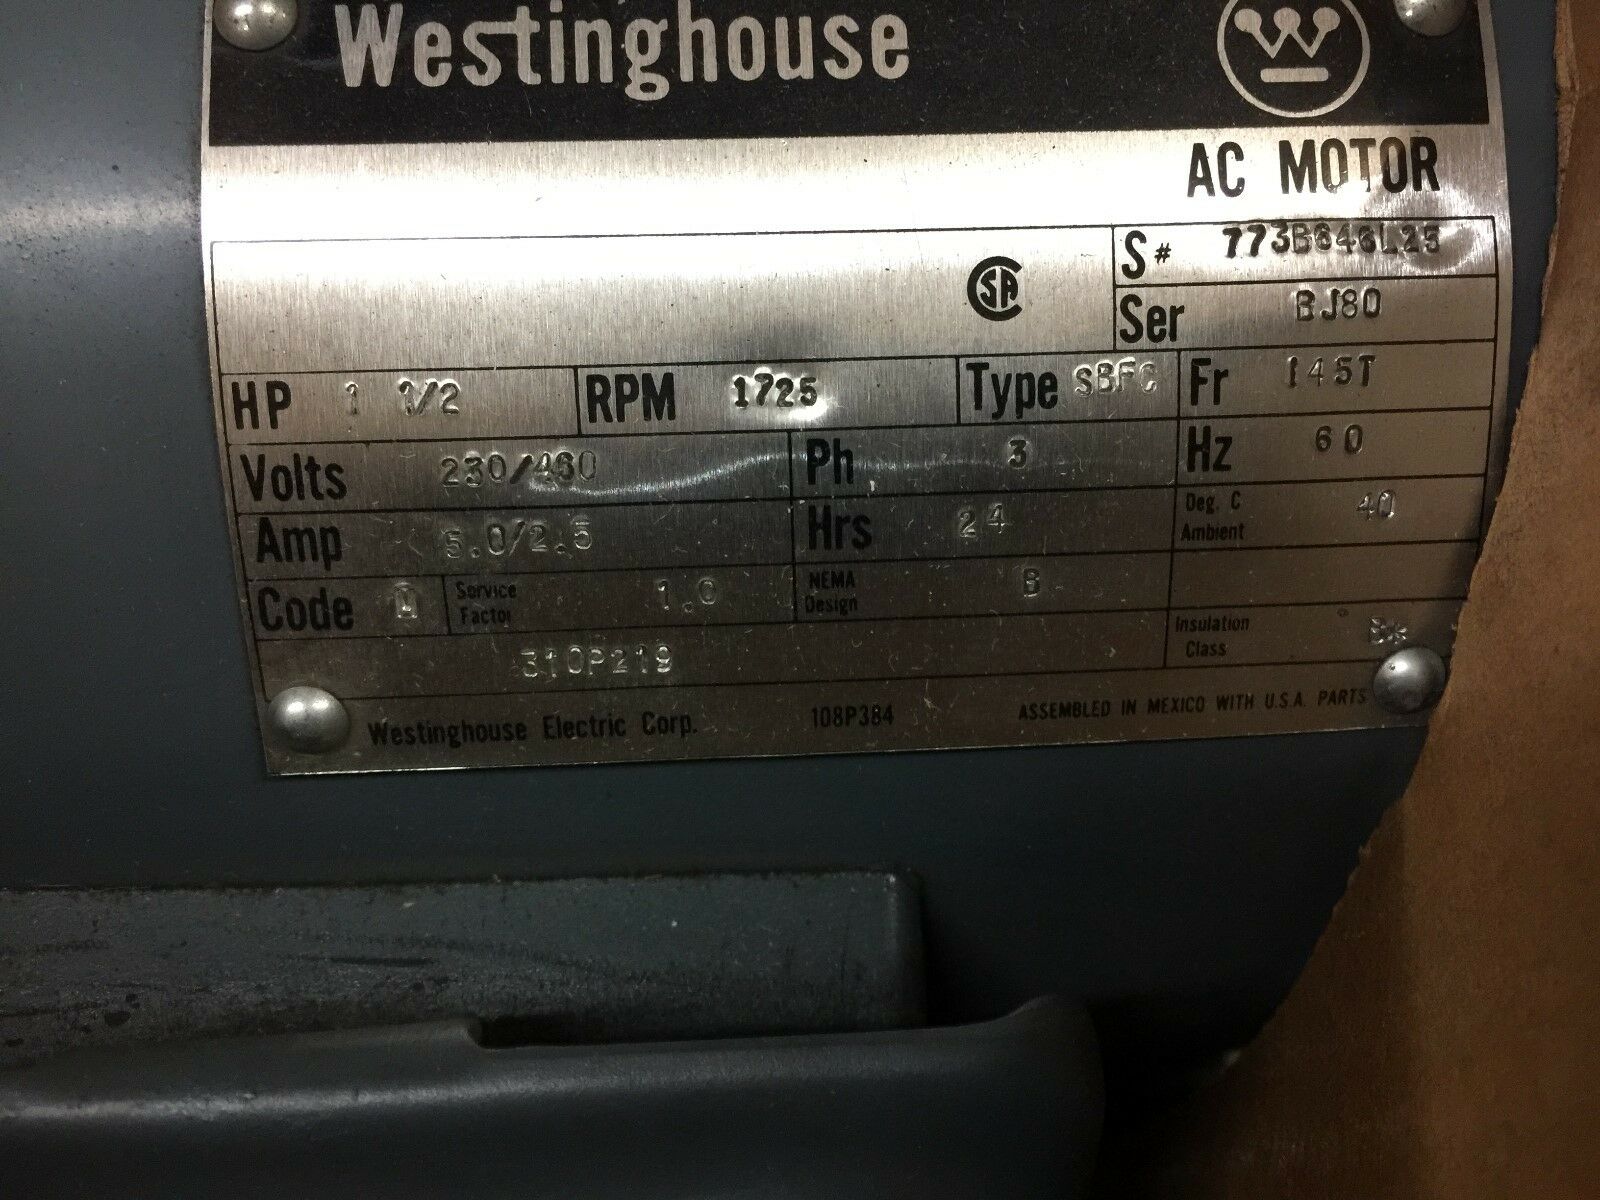 Westinghouse
W
AC MOTOR
CSA
S# 773B646L25
Ser BJ80
HP 1 1/2 RPM 1725 Type SBFC Fr 145T
Volts 230/460 Ph 3 Hz 60
Amp 5.0/2.5 Hrs 24 Deg. C Ambient 40
Code Service Factor 1.0 NEMA Design B
310P219 Insulation Class
Westinghouse Electric Corp. 108P384 ASSEMBLED IN MEXICO WITH U.S.A. PARTS